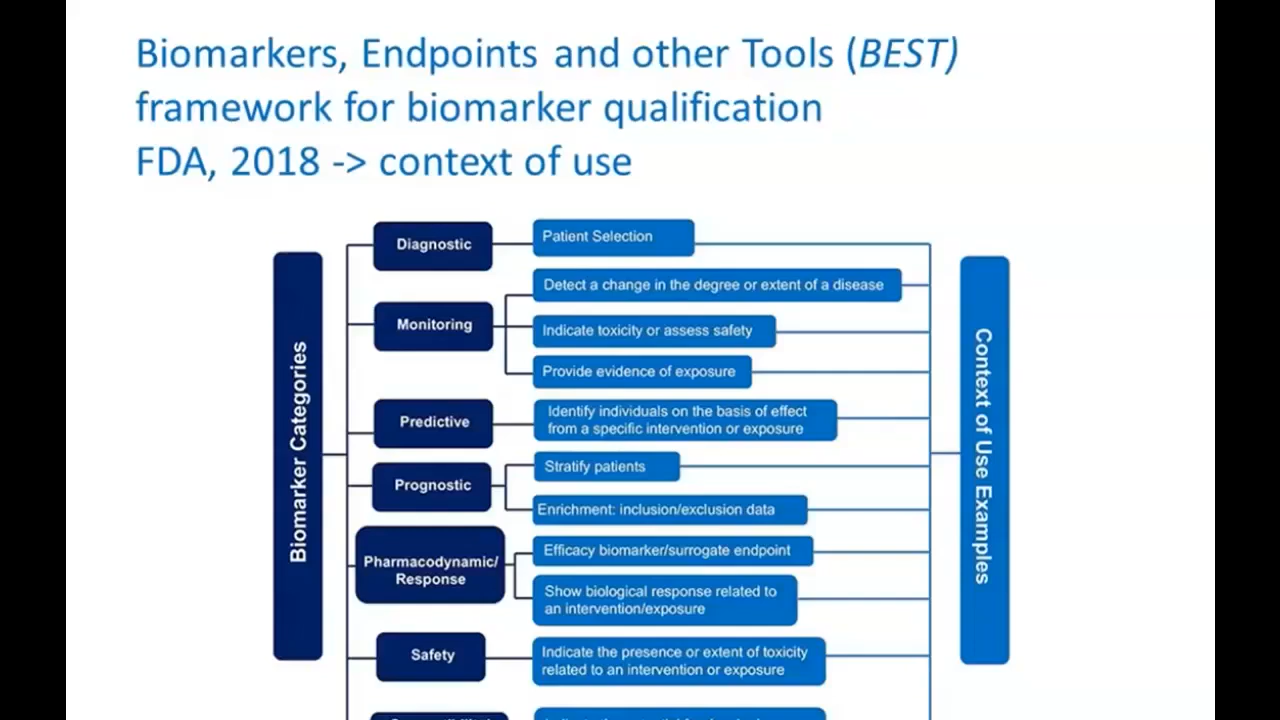 Biomarkers, Endpoints and other Tools (BEST)
framework for biomarker qualification
FDA, 2018 -> context of use
Biomarker Categories
Diagnostic
Patient Selection
Monitoring
Detect a change in the degree or extent of a disease
Indicate toxicity or assess safety
Provide evidence of exposure
Predictive
Identify individuals on the basis of effect
from a specific intervention or exposure
Prognostic
Stratify patients
Enrichment: inclusion/exclusion data
Pharmacodynamic/
Response
Efficacy biomarker/surrogate endpoint
Show biological response related to
an intervention/exposure
Safety
Indicate the presence or extent of toxicity
related to an intervention or exposure
Context of Use Examples